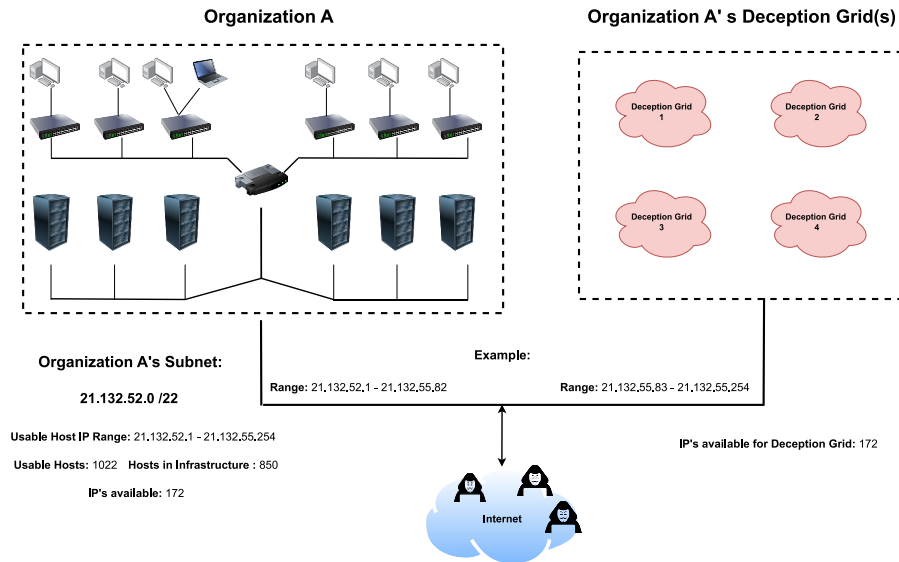 Organization A
Organization A' s Deception Grid(s)
Deception Grid
1
Deception Grid
2
Deception Grid
3
Deception Grid
4
Organization A's Subnet:
21.132.52.0 /22
Usable Host IP Range: 21.132.52.1 - 21.132.55.254
Usable Hosts: 1022 Hosts in Infrastructure : 850
IP's available: 172
Example:
Range: 21.132.52.1 - 21.132.55.82
Range: 21.132.55.83 - 21.132.55.254
IP's available for Deception Grid: 172
Internet